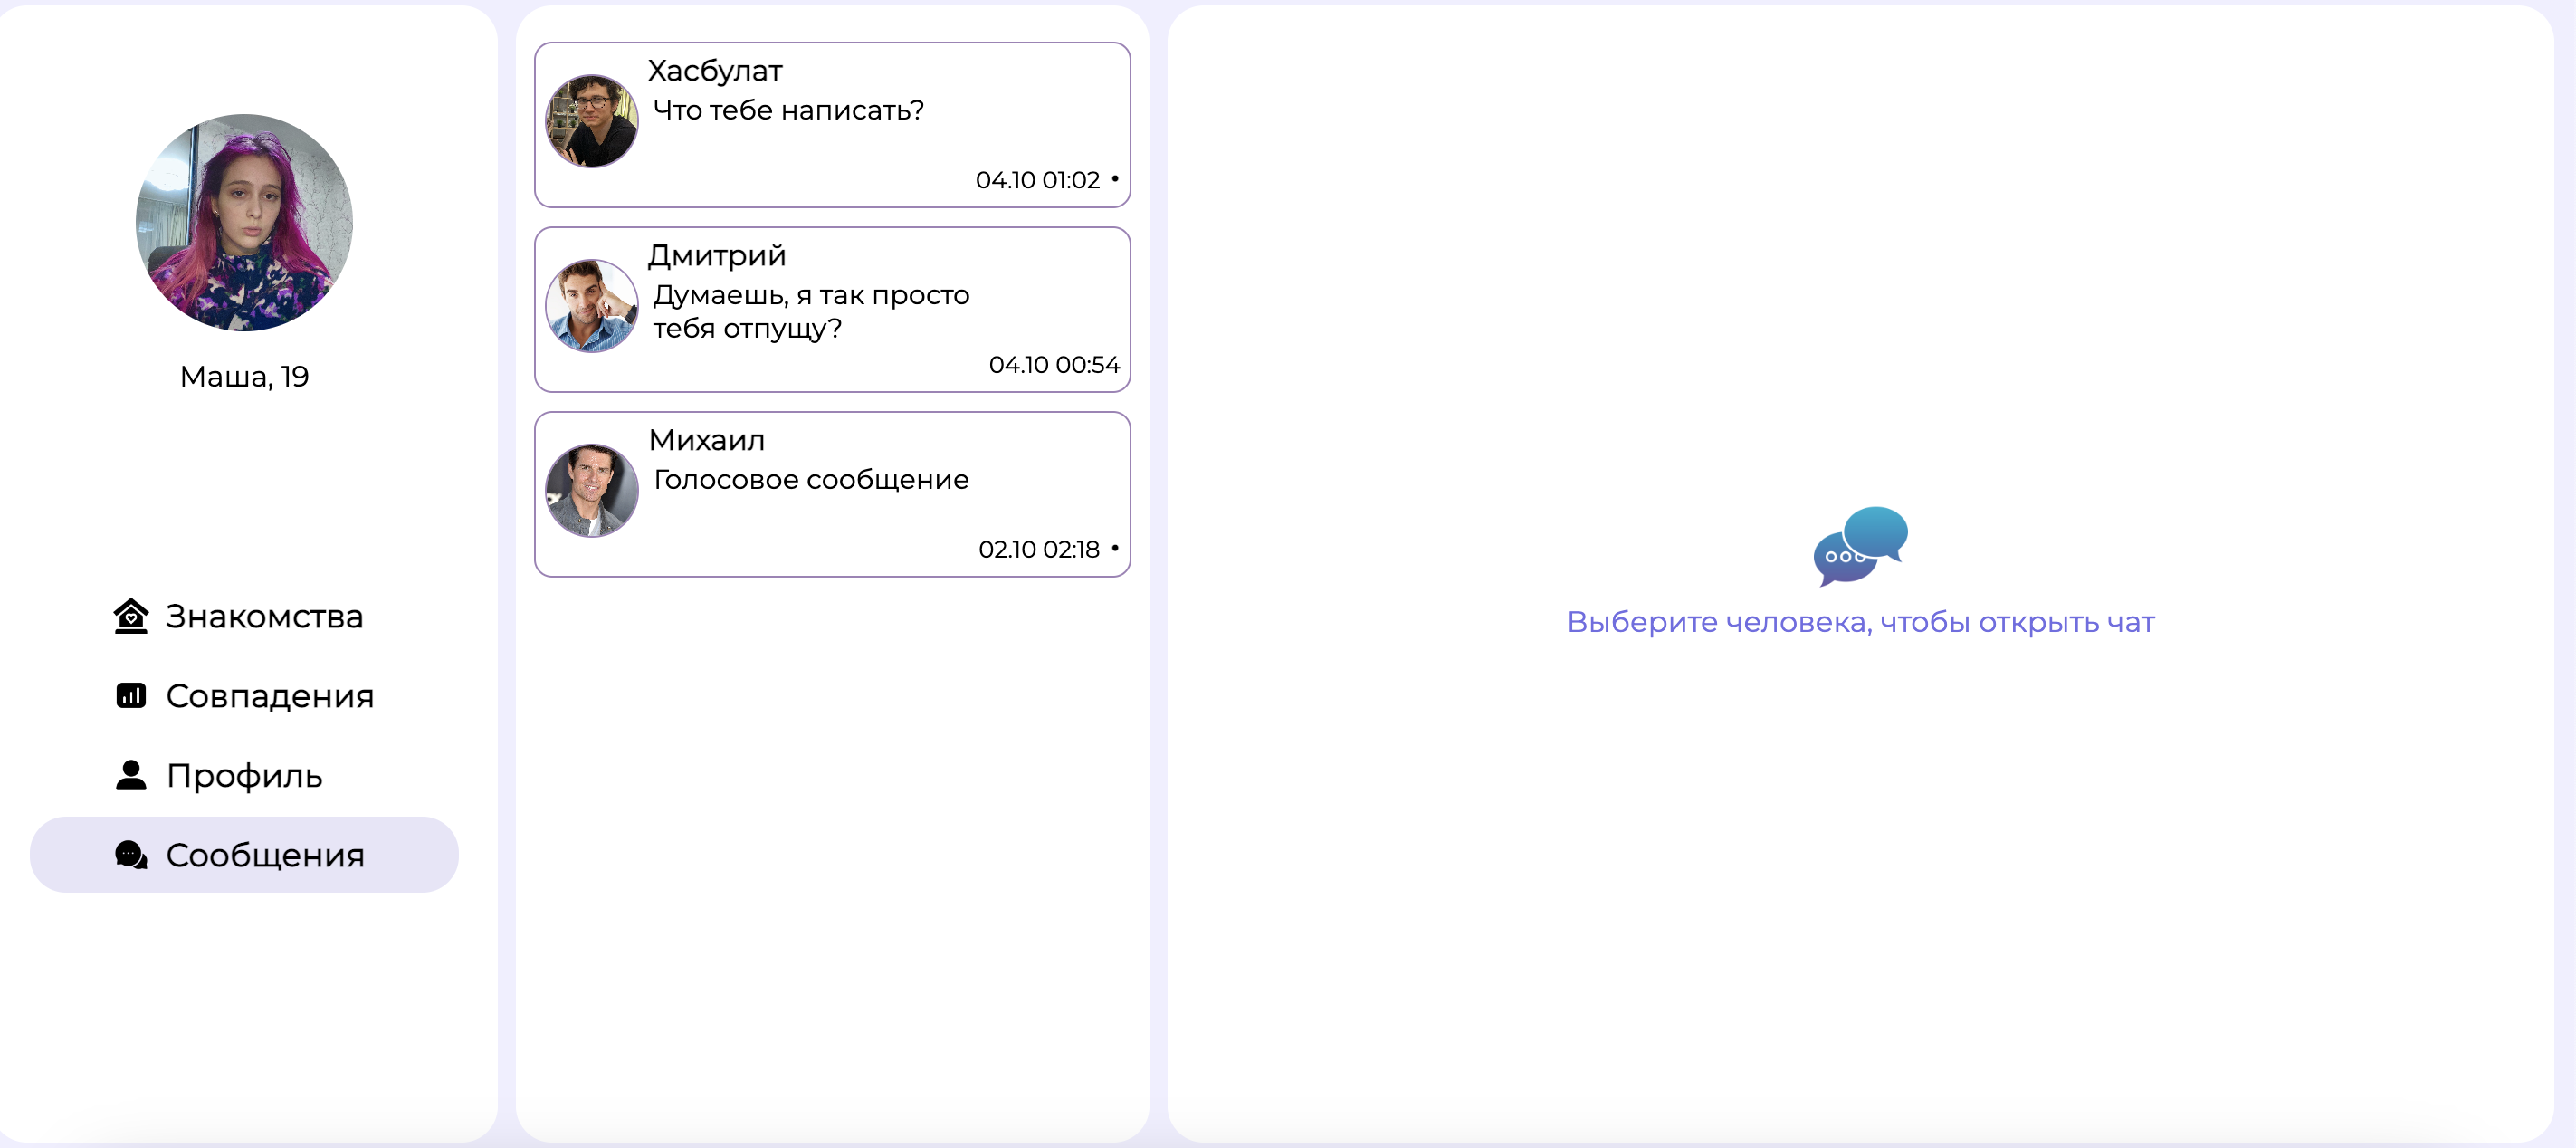 Маша, 19
Знакомства
Совпадения
Профиль
Сообщения
Хасбулат
Что тебе написать?
04.10 01:02 •
Дмитрий
Думаешь, я так просто
тебя отпущу?
04.10 00:54
Михаил
Голосовое сообщение
02.10 02:18 •
Выберите человека, чтобы открыть чат